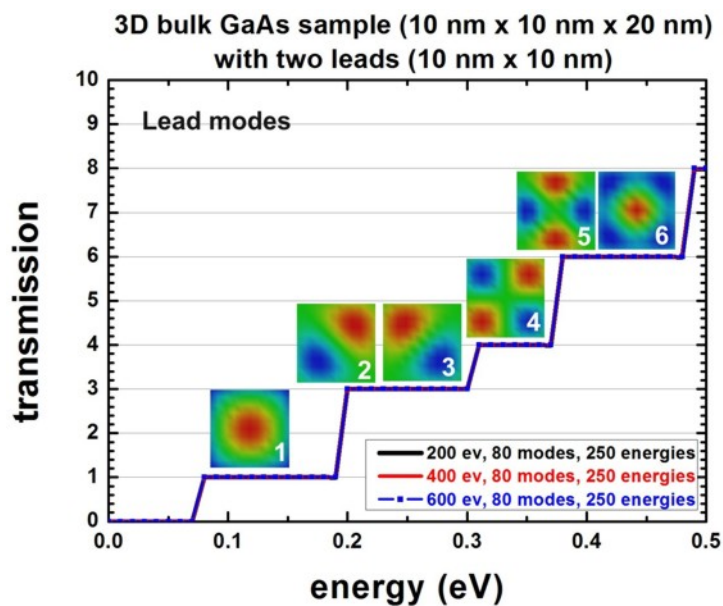 3D bulk GaAs sample (10 nm x 10 nm x 20 nm)
with two leads (10 nm x 10 nm)
10
9
8
7
6
5
4
3
2
1
0
transmission
Lead modes
5
6
4
2
3
1
200 ev, 80 modes, 250 energies
400 ev, 80 modes, 250 energies
600 ev, 80 modes, 250 energies
0.0 0.1 0.2 0.3 0.4 0.5
energy (eV)